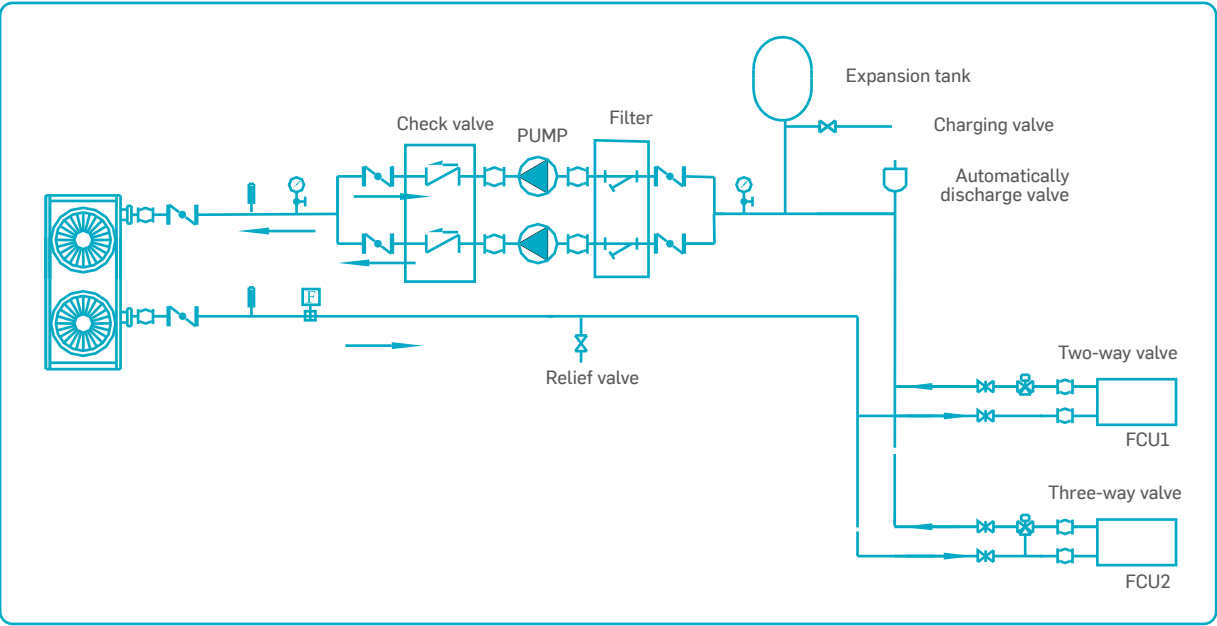 Expansion tank
Filter
Check valve
PUMP
Charging valve
Automatically
discharge valve
F
Relief valve
Two-way valve
FCU1
Three-way valve
FCU2